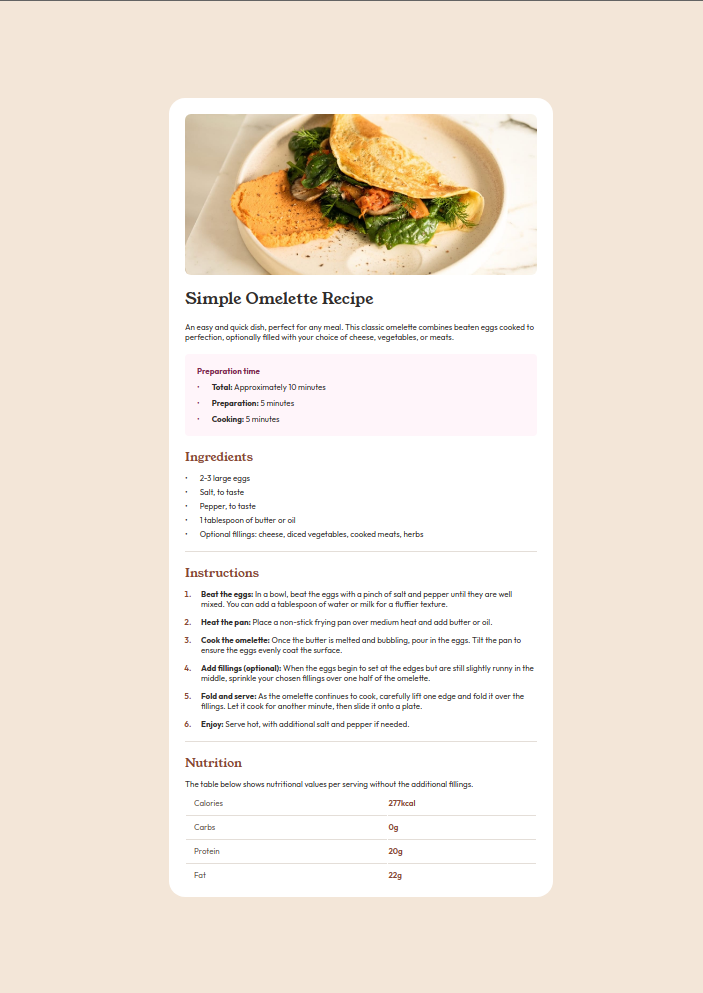 Simple Omelette Recipe
An easy and quick dish, perfect for any meal. This classic omelette combines beaten eggs cooked to
perfection, optionally filled with your choice of cheese, vegetables, or meats.
Preparation time
• Total: Approximately 10 minutes
• Preparation: 5 minutes
• Cooking: 5 minutes
Ingredients
• 2-3 large eggs
• Salt, to taste
• Pepper, to taste
• 1 tablespoon of butter or oil
• Optional fillings: cheese, diced vegetables, cooked meats, herbs
Instructions
1. Beat the eggs: In a bowl, beat the eggs with a pinch of salt and pepper until they are well
mixed. You can add a tablespoon of water or milk for a fluffier texture.
2. Heat the pan: Place a non-stick frying pan over medium heat and add butter or oil.
3. Cook the omelette: Once the butter is melted and bubbling, pour in the eggs. Tilt the pan to
ensure the eggs evenly coat the surface.
4. Add fillings (optional): When the eggs begin to set at the edges but are still slightly runny in the
middle, sprinkle your chosen fillings over one half of the omelette.
5. Fold and serve: As the omelette continues to cook, carefully lift one edge and fold it over the
fillings. Let it cook for another minute, then slide it onto a plate.
6. Enjoy: Serve hot, with additional salt and pepper if needed.
Nutrition
The table below shows nutritional values per serving without the additional fillings.
Calories 277kcal
Carbs 0g
Protein 20g
Fat 22g